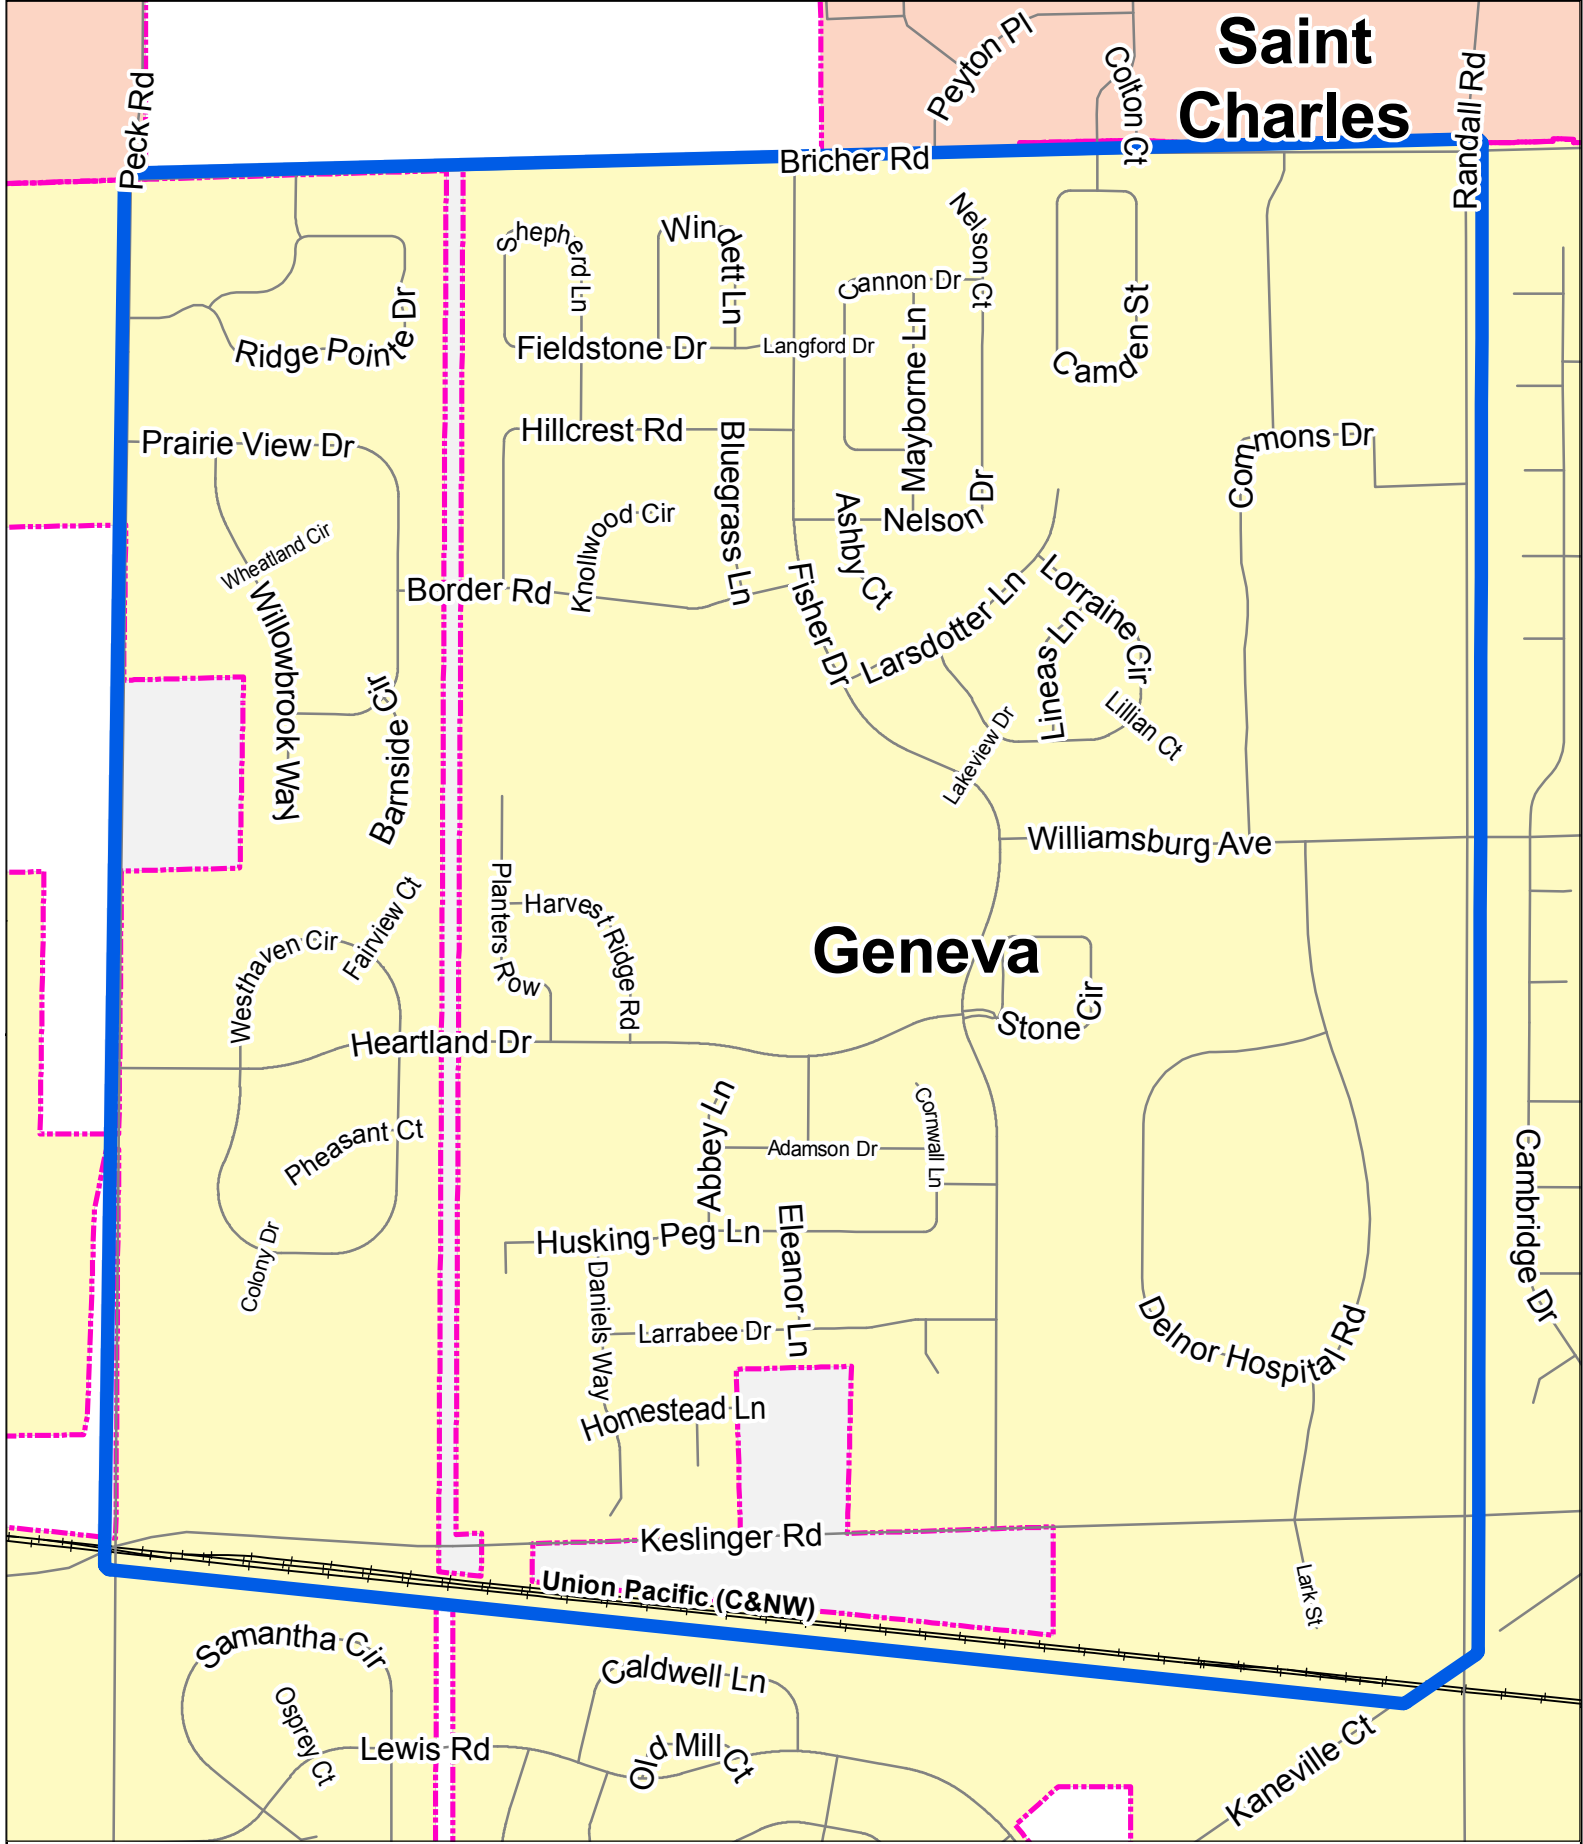 Saint
Charles
Peyton Pl
Colton Ct
Randall Rd
Peck Rd
Bricher Rd
Nelson Ct
Shepherd Ln
Windett Ln
Cannon Dr
Camden St
Ridge Pointe Dr
Fieldstone Dr
Langford Dr
Mayborne Ln
Prairie View Dr
Hillcrest Rd
Bluegrass Ln
Commons Dr
Knollwood Cir
Ashby Ct
Nelson Dr
Wheatland Cir
Border Rd
Fisher Dr
Larsdotter Ln
Lorraine Cir
Lineas Ln
Willowbrook Way
Barnside Cir
Lillian Ct
Lakeview Dr
Williamsburg Ave
Planters Row
Harvest Ridge Rd
Fairview Ct
Westhaven Cir
Geneva
Stone Cir
Heartland Dr
Abbey Ln
Cornwall Ln
Pheasant Ct
Adamson Dr
Cambridge Dr
Husking Peg Ln
Eleanor Ln
Colony Dr
Daniels Way
Larrabee Dr
Delnor Hospital Rd
Homestead Ln
Keslinger Rd
Union Pacific (C&NW)
Lark St
Samantha Cir
Caldwell Ln
Osprey Ct
Lewis Rd
Old Mill Ct
Kaneville Ct